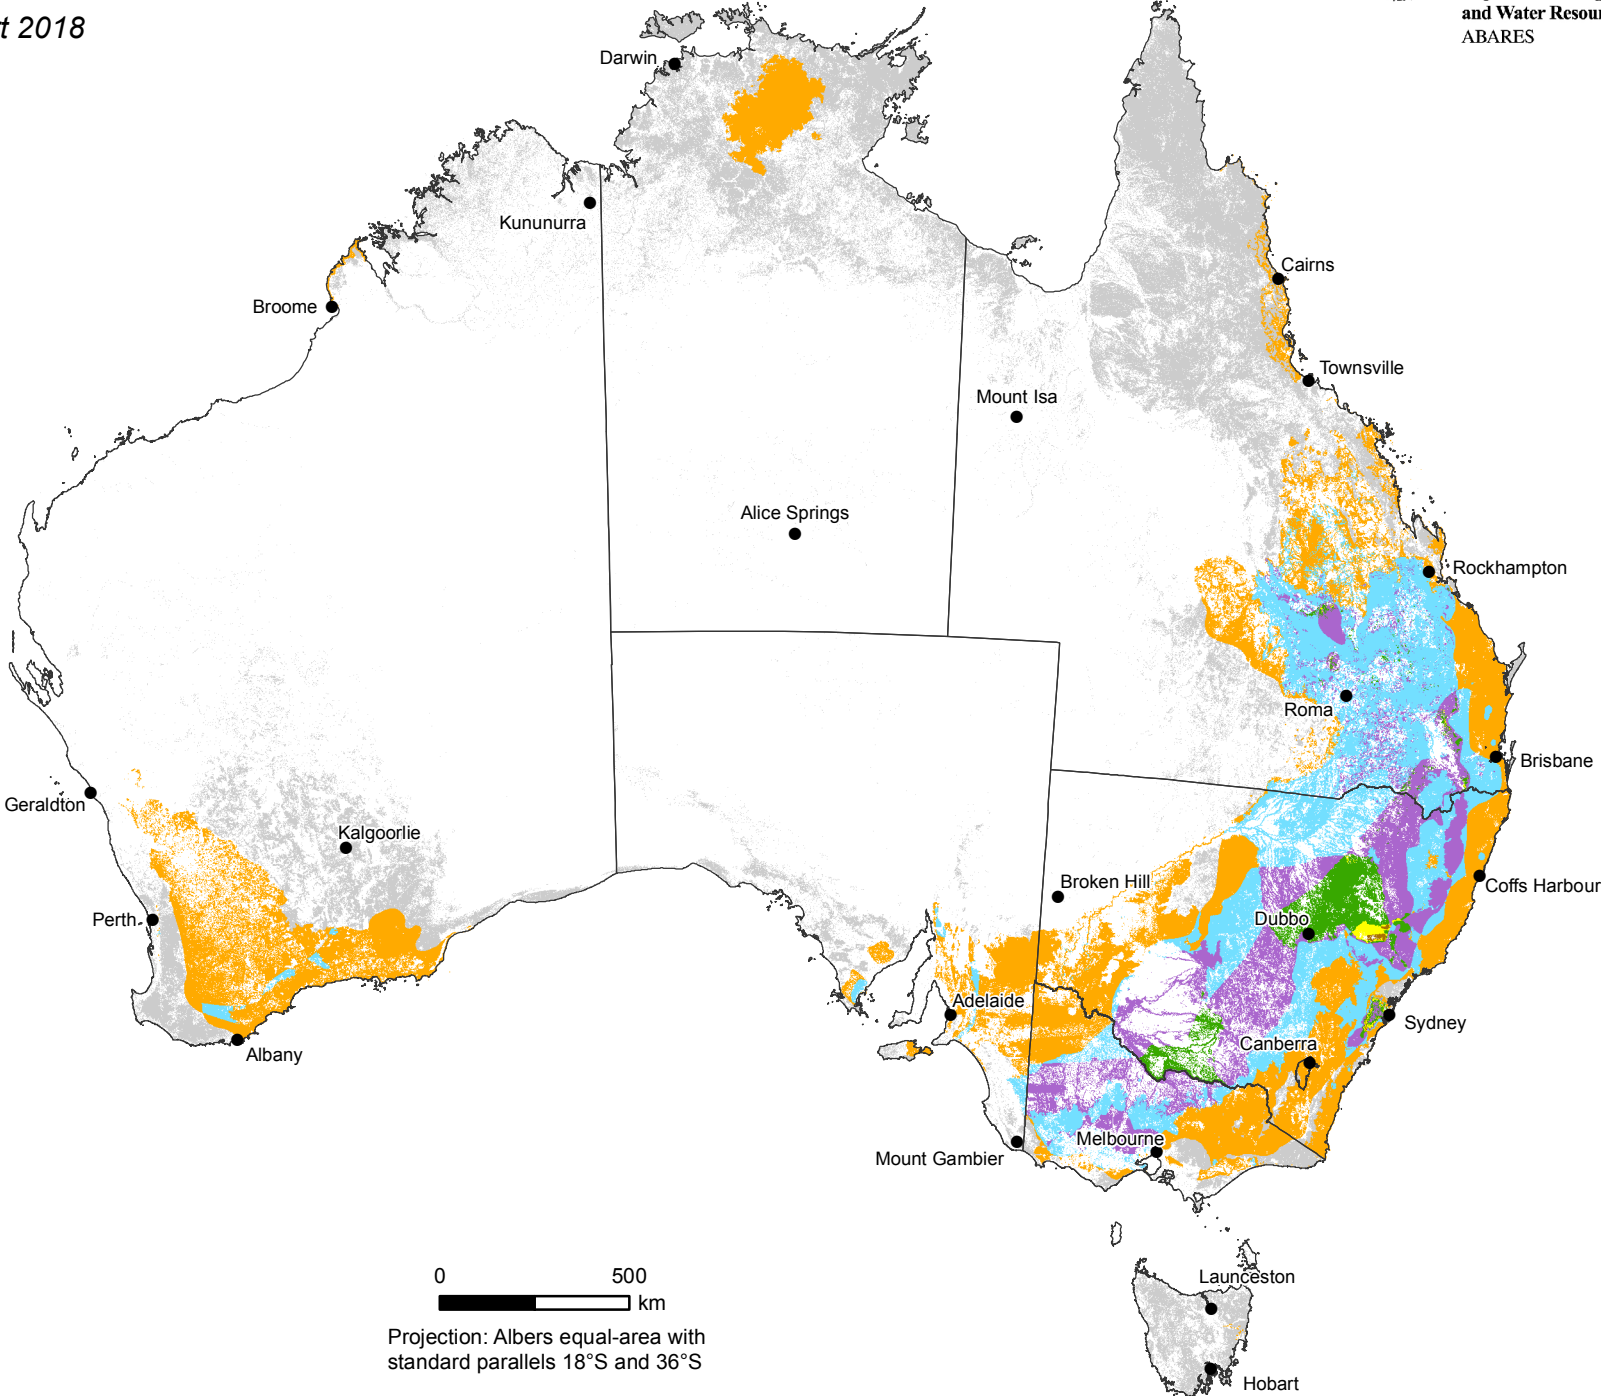 t 2018
and Water Resour
ABARES
Darwin
Kununurra
Broome
Cairns
Townsville
Mount Isa
Alice Springs
Rockhampton
Roma
Brisbane
Geraldton
Kalgoorlie
Broken Hill
Coffs Harbour
Perth
Dubbo
Adelaide
Sydney
Canberra
Albany
Melbourne
Mount Gambier
0 500
km
Launceston
Projection: Albers equal-area with
standard parallels 18°S and 36°S
Hobart